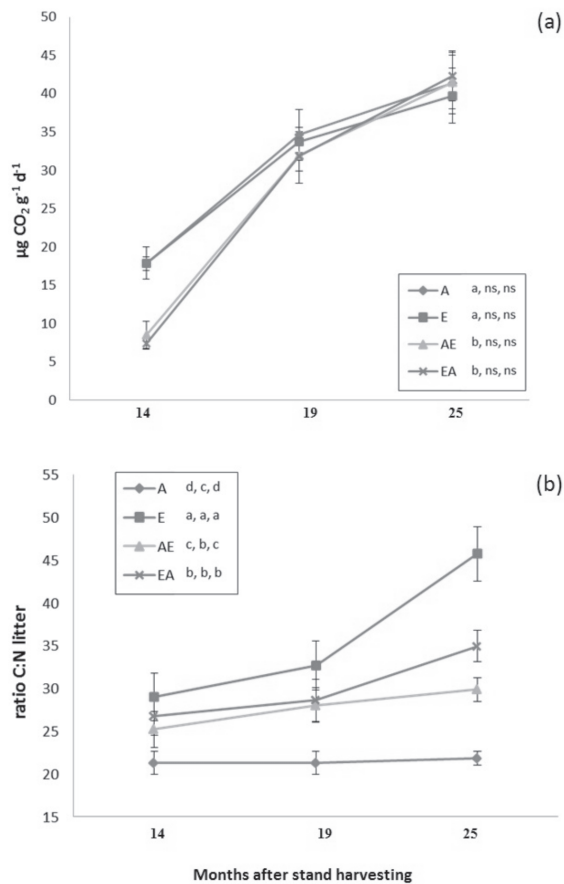 (a)
50
45
40
35
30
25
20
15
10
5
0
µg CO2 g-1 d-1
A a, ns, ns
E a, ns, ns
AE b, ns, ns
EA b, ns, ns
14 19 25
(b)
55
50
45
40
35
30
25
20
15
ratio C:N litter
A d, c, d
E a, a, a
AE c, b, c
EA b, b, b
14 19 25
Months after stand harvesting